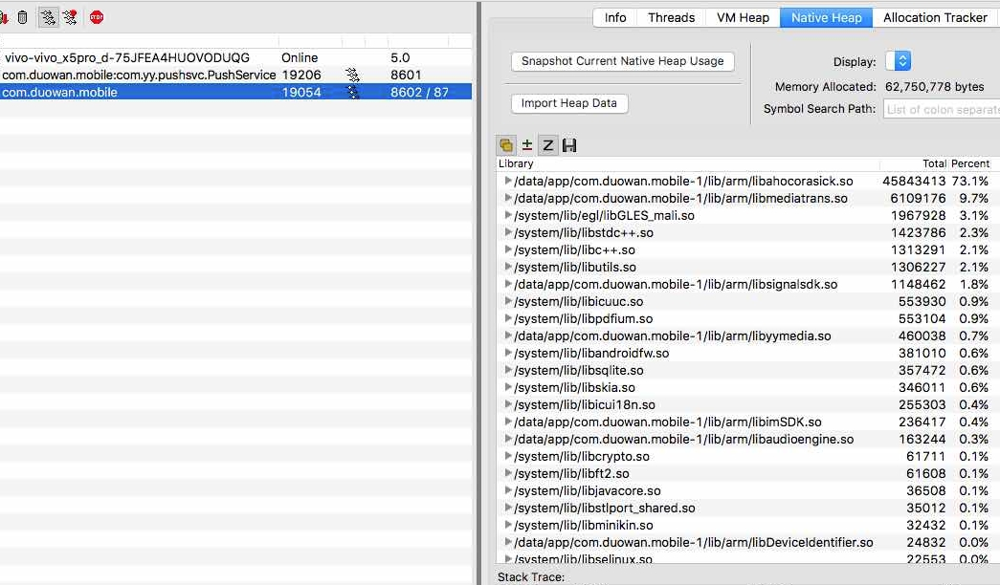 STOP
Info Threads VM Heap Native Heap Allocation Tracker
vivo-vivo_x5pro_d-75JFEA4HUOVODUQG Online 5.0
com.duowan.mobile:com.yy.pushsvc.PushService 19206 8601
com.duowan.mobile 19054 8602 / 87
Snapshot Current Native Heap Usage
Import Heap Data
Display:
Memory Allocated: 62,750,778 bytes
Symbol Search Path: List of colon separate
Library Total Percent
/data/app/com.duowan.mobile-1/lib/arm/libahocorasick.so 45843413 73.1%
/data/app/com.duowan.mobile-1/lib/arm/libmediatrans.so 6109176 9.7%
/system/lib/egl/libGLES_mali.so 1967928 3.1%
/system/lib/libstdc++.so 1423786 2.3%
/system/lib/libc++.so 1313291 2.1%
/system/lib/libutils.so 1306227 2.1%
/data/app/com.duowan.mobile-1/lib/arm/libsignalsdk.so 1148462 1.8%
/system/lib/libicuuc.so 553930 0.9%
/system/lib/libpdfium.so 553104 0.9%
/data/app/com.duowan.mobile-1/lib/arm/libyymedia.so 460038 0.7%
/system/lib/libandroidfw.so 381010 0.6%
/system/lib/libsqlite.so 357472 0.6%
/system/lib/libskia.so 346011 0.6%
/system/lib/libicui18n.so 255303 0.4%
/data/app/com.duowan.mobile-1/lib/arm/libimSDK.so 236417 0.4%
/data/app/com.duowan.mobile-1/lib/arm/libaudioengine.so 163244 0.3%
/system/lib/libcrypto.so 61711 0.1%
/system/lib/libft2.so 61608 0.1%
/system/lib/libjavacore.so 36508 0.1%
/system/lib/libstlport_shared.so 35012 0.1%
/system/lib/libminikin.so 32432 0.1%
/data/app/com.duowan.mobile-1/lib/arm/libDeviceIdentifier.so 24832 0.0%
/system/lib/libselinux.so 22553 0.0%
Stack Trace: